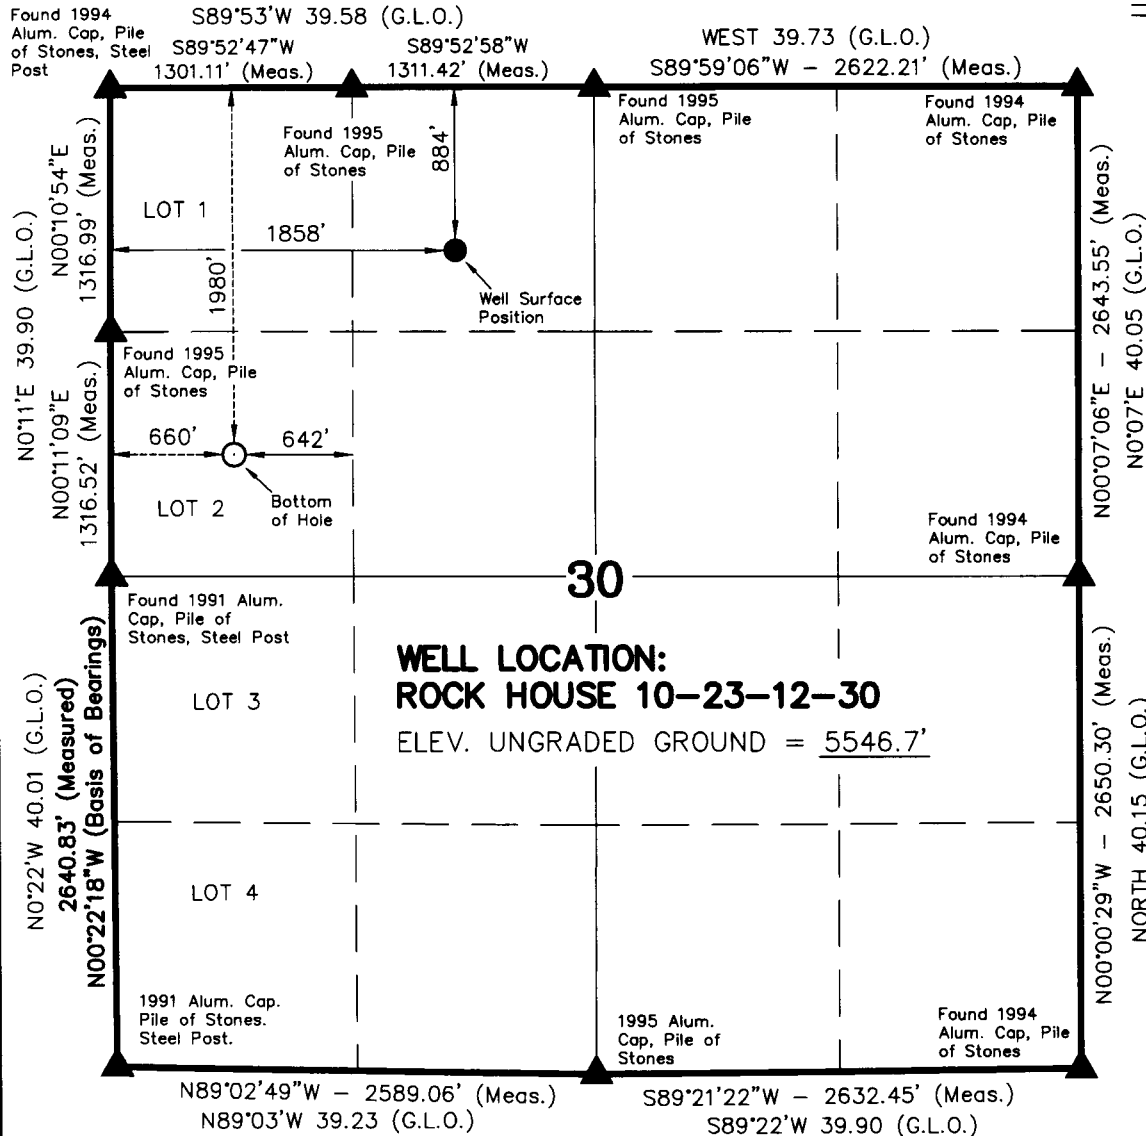 Found 1994
Alum. Cap, Pile
of Stones, Steel
Post
S89°53'W 39.58 (G.L.O.)
S89°52'47"W
1301.11' (Meas.)
S89°52'58"W
1311.42' (Meas.)
WEST 39.73 (G.L.O.)
S89°59'06"W – 2622.21' (Meas.)
Found 1995
Alum. Cap, Pile
of Stones
884'
Found 1995
Alum. Cap, Pile
of Stones
Found 1994
Alum. Cap, Pile
of Stones
N0°11'E 39.90 (G.L.O.)
N00°10'54"E
1316.99' (Meas.)
LOT 1
1858'
1980'
Well Surface
Position
Found 1995
Alum. Cap, Pile
of Stones
N00°11'09"E
1316.52' (Meas.)
660'
642'
LOT 2
Bottom
of Hole
N00°07'06"E – 2643.55' (Meas.)
N0°07'E 40.05 (G.L.O.)
Found 1994
Alum. Cap, Pile
of Stones
30
Found 1991 Alum.
Cap, Pile of
Stones, Steel Post
WELL LOCATION:
ROCK HOUSE 10–23–12–30
ELEV. UNGRADED GROUND = 5546.7'
LOT 3
N0°22'W 40.01 (G.L.O.)
2640.83' (Measured)
N00°22'18"W (Basis of Bearings)
N00°00'29"W – 2650.30' (Meas.)
NORTH 40.15 (G.L.O.)
LOT 4
1991 Alum. Cap.
Pile of Stones.
Steel Post.
1995 Alum.
Cap, Pile of
Stones
Found 1994
Alum. Cap, Pile
of Stones
N89°02'49"W – 2589.06' (Meas.)
N89°03'W 39.23 (G.L.O.)
S89°21'22"W – 2632.45' (Meas.)
S89°22'W 39.90 (G.L.O.)